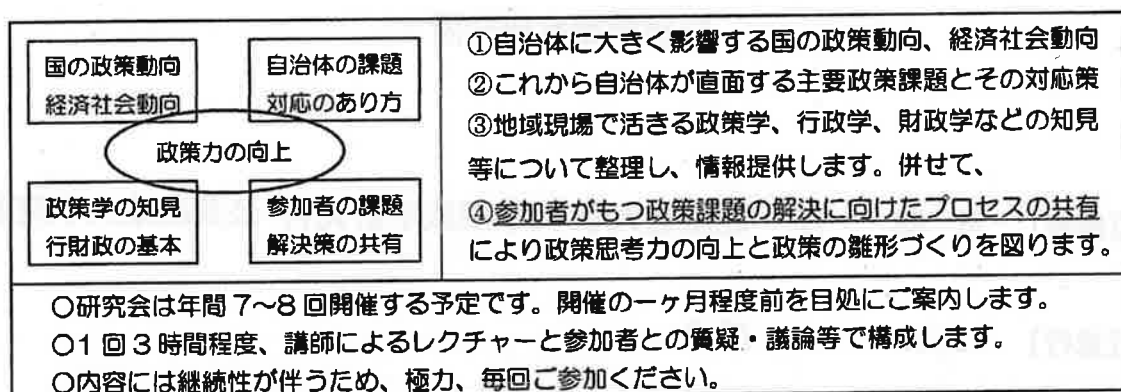 国の政策動向
経済社会動向
自治体の課題
対応のあり方
政策力の向上
政策学の知見
行財政の基本
参加者の課題
解決策の共有
①自治体に大きく影響する国の政策動向、経済社会動向
②これから自治体が直面する主要政策課題とその対応策
③地域現場で活きる政策学、行政学、財政学などの知見
等について整理し、情報提供します。併せて、
④参加者がもつ政策課題の解決に向けたプロセスの共有
により政策思考力の向上と政策の雛形づくりを図ります。
〇研究会は年間7～8回開催する予定です。開催の一ヶ月程度前を目処にご案内します。
〇1回3時間程度、講師によるレクチャーと参加者との質疑・議論等で構成します。
〇内容には継続性が伴うため、極力、毎回ご参加ください。